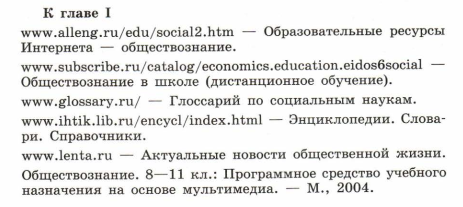 К главе I
www.alleng.ru/edu/social2.htm — Образовательные ресурсы
Интернета — обществознание.
www.subscribe.ru/catalog/economics.education.eidos6social —
Обществознание в школе (дистанционное обучение).
www.glossary.ru/ — Глоссарий по социальным наукам.
www.ihtik.lib.ru/encycl/index.html — Энциклопедии. Слова-
ри. Справочники.
www.lenta.ru — Актуальные новости общественной жизни.
Обществознание. 8—11 кл.: Программное средство учебного
назначения на основе мультимедиа. — М., 2004.